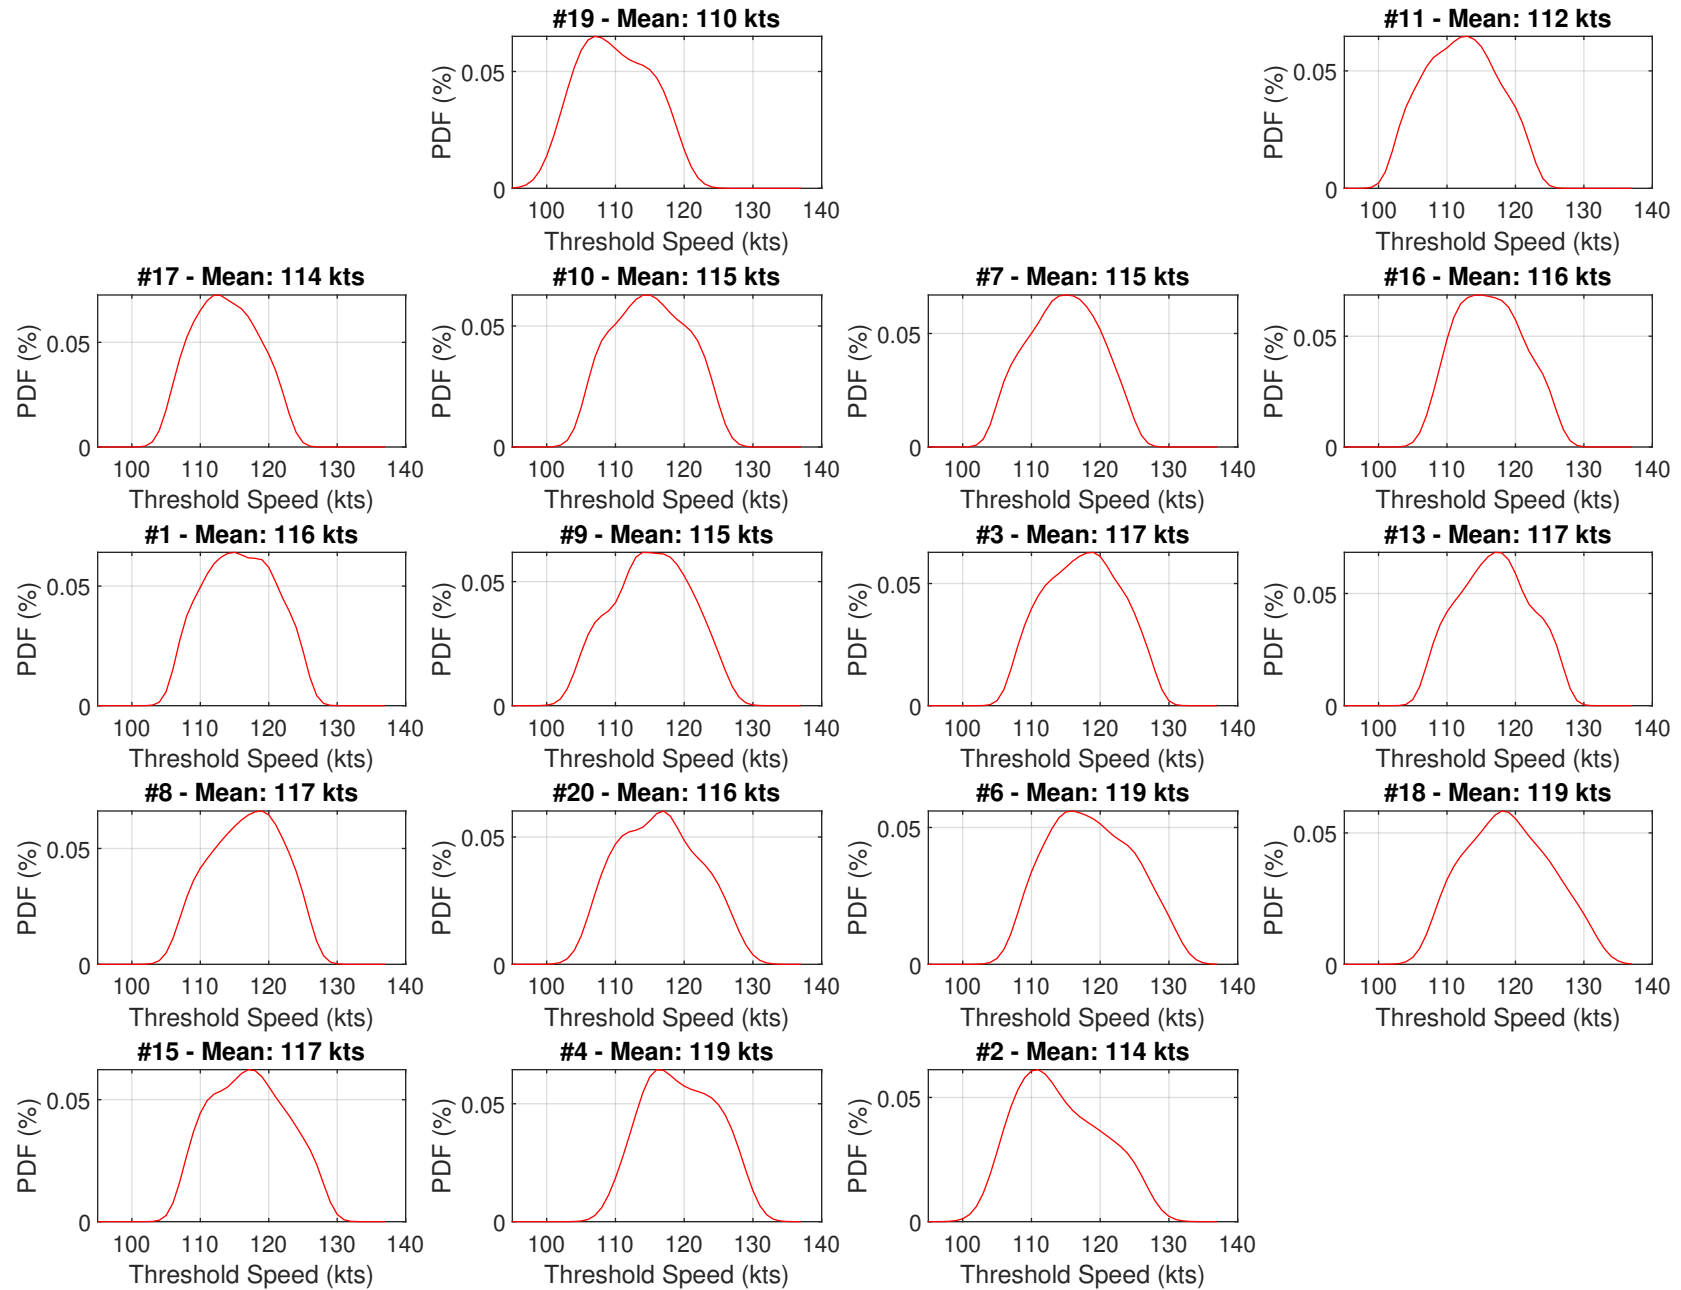 #19 - Mean: 110 kts
PDF (%)
0.05
0
100 110 120 130 140
Threshold Speed (kts)
#11 - Mean: 112 kts
PDF (%)
0.05
0
100 110 120 130 140
Threshold Speed (kts)
#17 - Mean: 114 kts
PDF (%)
0.05
0
100 110 120 130 140
Threshold Speed (kts)
#10 - Mean: 115 kts
PDF (%)
0.05
0
100 110 120 130 140
Threshold Speed (kts)
#7 - Mean: 115 kts
PDF (%)
0.05
0
100 110 120 130 140
Threshold Speed (kts)
#16 - Mean: 116 kts
PDF (%)
0.05
0
100 110 120 130 140
Threshold Speed (kts)
#1 - Mean: 116 kts
PDF (%)
0.05
0
100 110 120 130 140
Threshold Speed (kts)
#9 - Mean: 115 kts
PDF (%)
0.05
0
100 110 120 130 140
Threshold Speed (kts)
#3 - Mean: 117 kts
PDF (%)
0.05
0
100 110 120 130 140
Threshold Speed (kts)
#13 - Mean: 117 kts
PDF (%)
0.05
0
100 110 120 130 140
Threshold Speed (kts)
#8 - Mean: 117 kts
PDF (%)
0.05
0
100 110 120 130 140
Threshold Speed (kts)
#20 - Mean: 116 kts
PDF (%)
0.05
0
100 110 120 130 140
Threshold Speed (kts)
#6 - Mean: 119 kts
PDF (%)
0.05
0
100 110 120 130 140
Threshold Speed (kts)
#18 - Mean: 119 kts
PDF (%)
0.05
0
100 110 120 130 140
Threshold Speed (kts)
#15 - Mean: 117 kts
PDF (%)
0.05
0
100 110 120 130 140
Threshold Speed (kts)
#4 - Mean: 119 kts
PDF (%)
0.05
0
100 110 120 130 140
Threshold Speed (kts)
#2 - Mean: 114 kts
PDF (%)
0.05
0
100 110 120 130 140
Threshold Speed (kts)